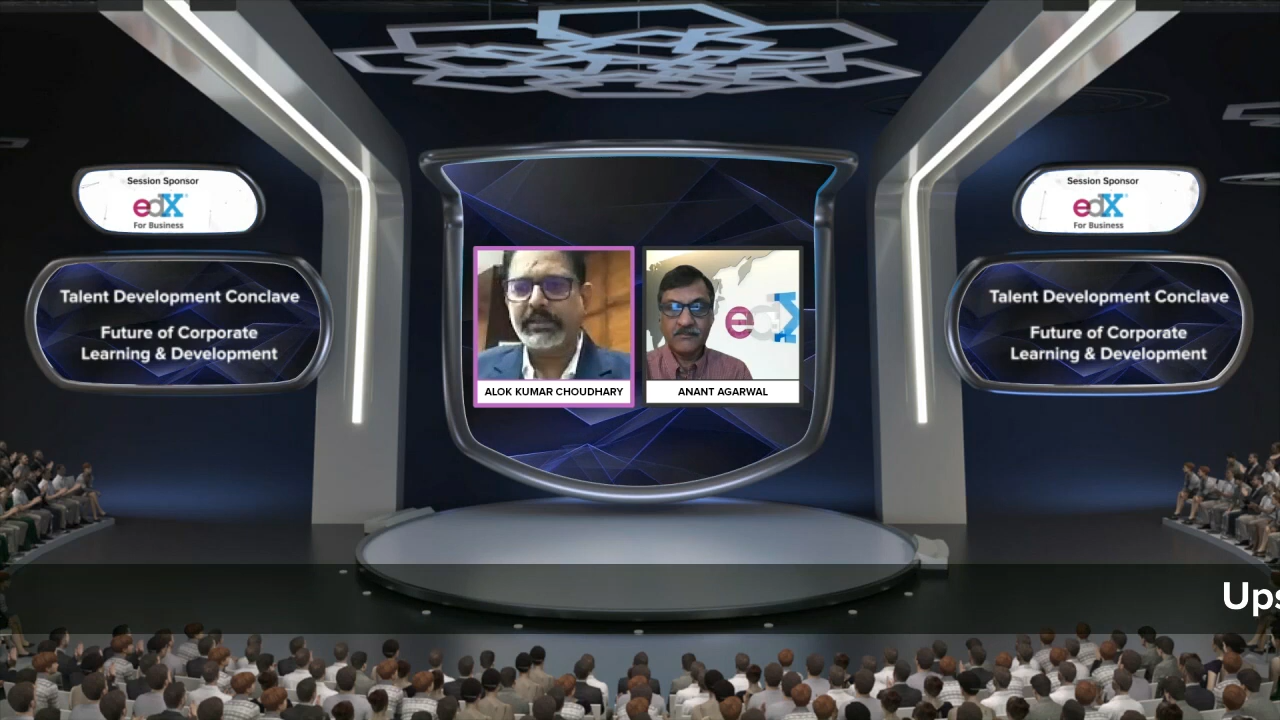 Session Sponsor
edX
For Business
Talent Development Conclave
Future of Corporate
Learning & Development
edX
ALOK KUMAR CHOUDHARY
ANANT AGARWAL
Session Sponsor
edX
For Business
Talent Development Conclave
Future of Corporate
Learning & Development
Ups